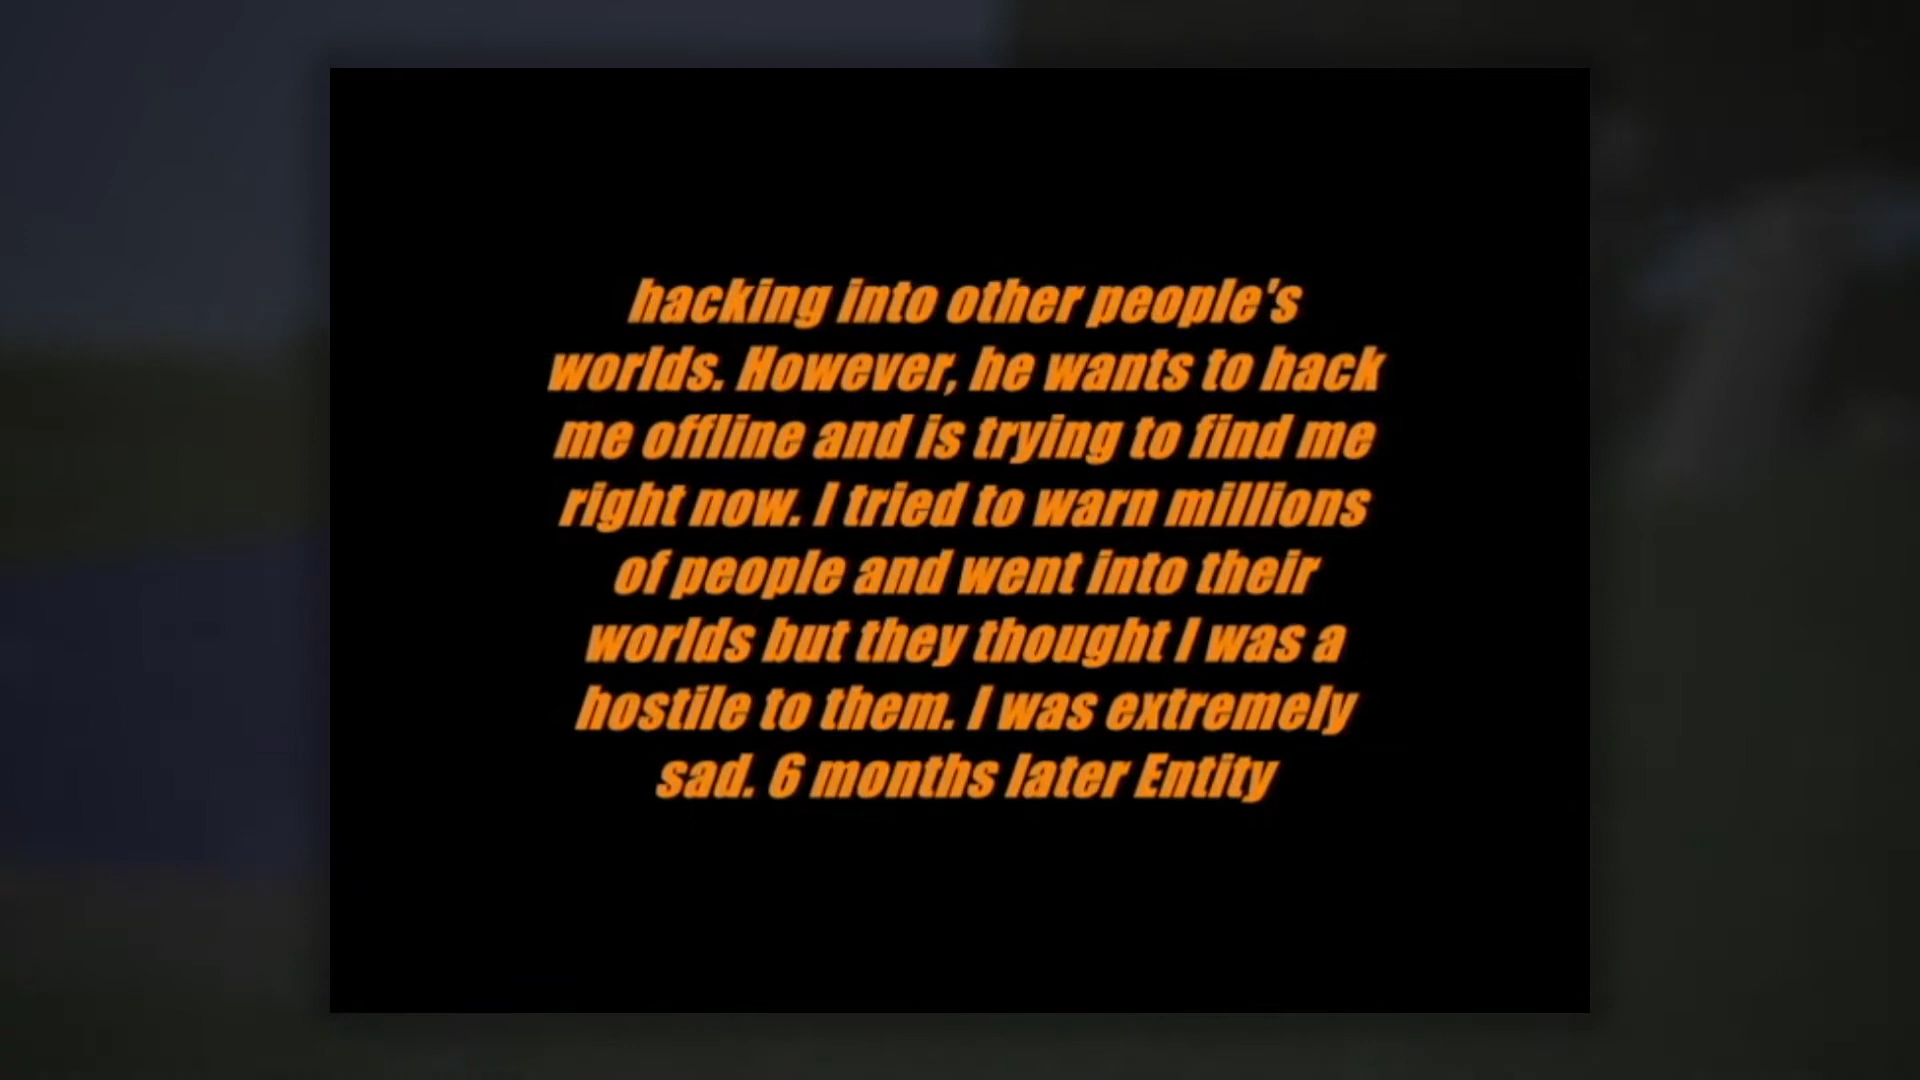 hacking into other people's
worlds. However, he wants to hack
me offline and is trying to find me
right now. I tried to warn millions
of people and went into their
worlds but they thought I was a
hostile to them. I was extremely
sad. 6 months later Entity